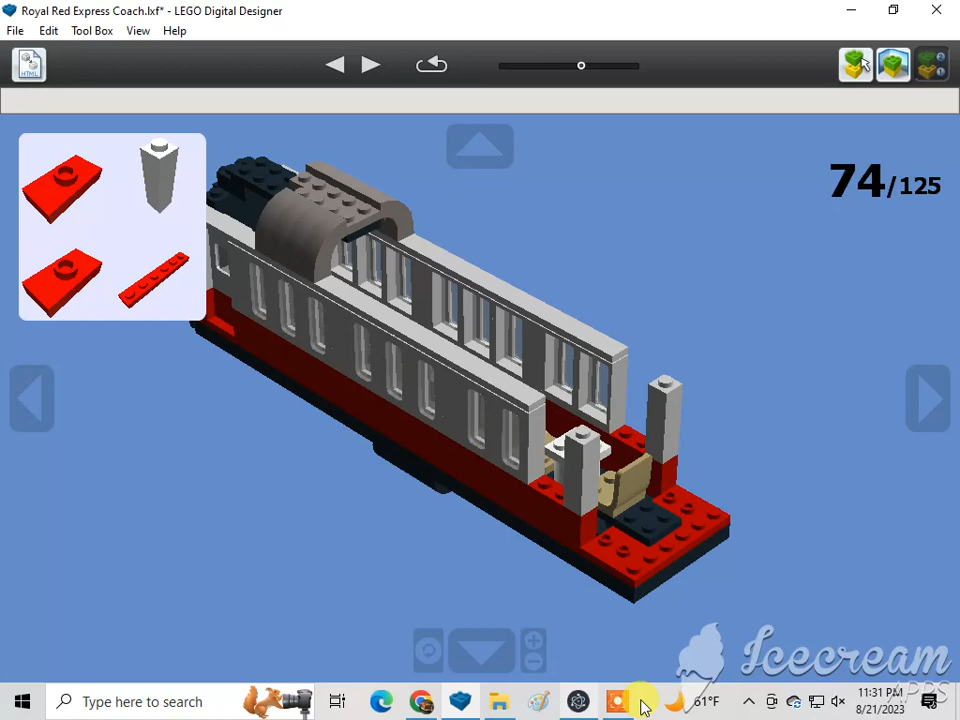 Royal Red Express Coach.lxf* - LEGO Digital Designer
File Edit Tool Box View Help
HTML
74/125
Icecream
APPS
Type here to search
61°F
11:31 PM
8/21/2023